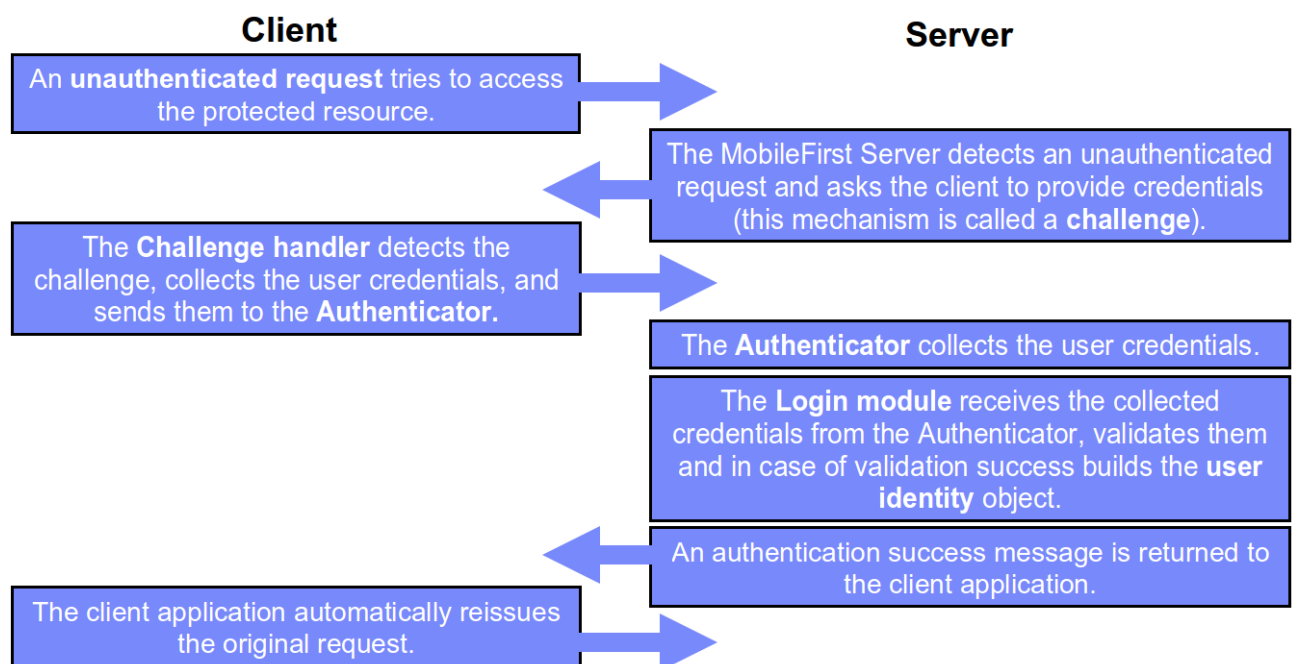 Client
Server
An unauthenticated request tries to access
the protected resource.
The MobileFirst Server detects an unauthenticated
request and asks the client to provide credentials
(this mechanism is called a challenge).
The Challenge handler detects the
challenge, collects the user credentials, and
sends them to the Authenticator.
The Authenticator collects the user credentials.
The Login module receives the collected
credentials from the Authenticator, validates them
and in case of validation success builds the user
identity object.
An authentication success message is returned to
the client application.
The client application automatically reissues
the original request.